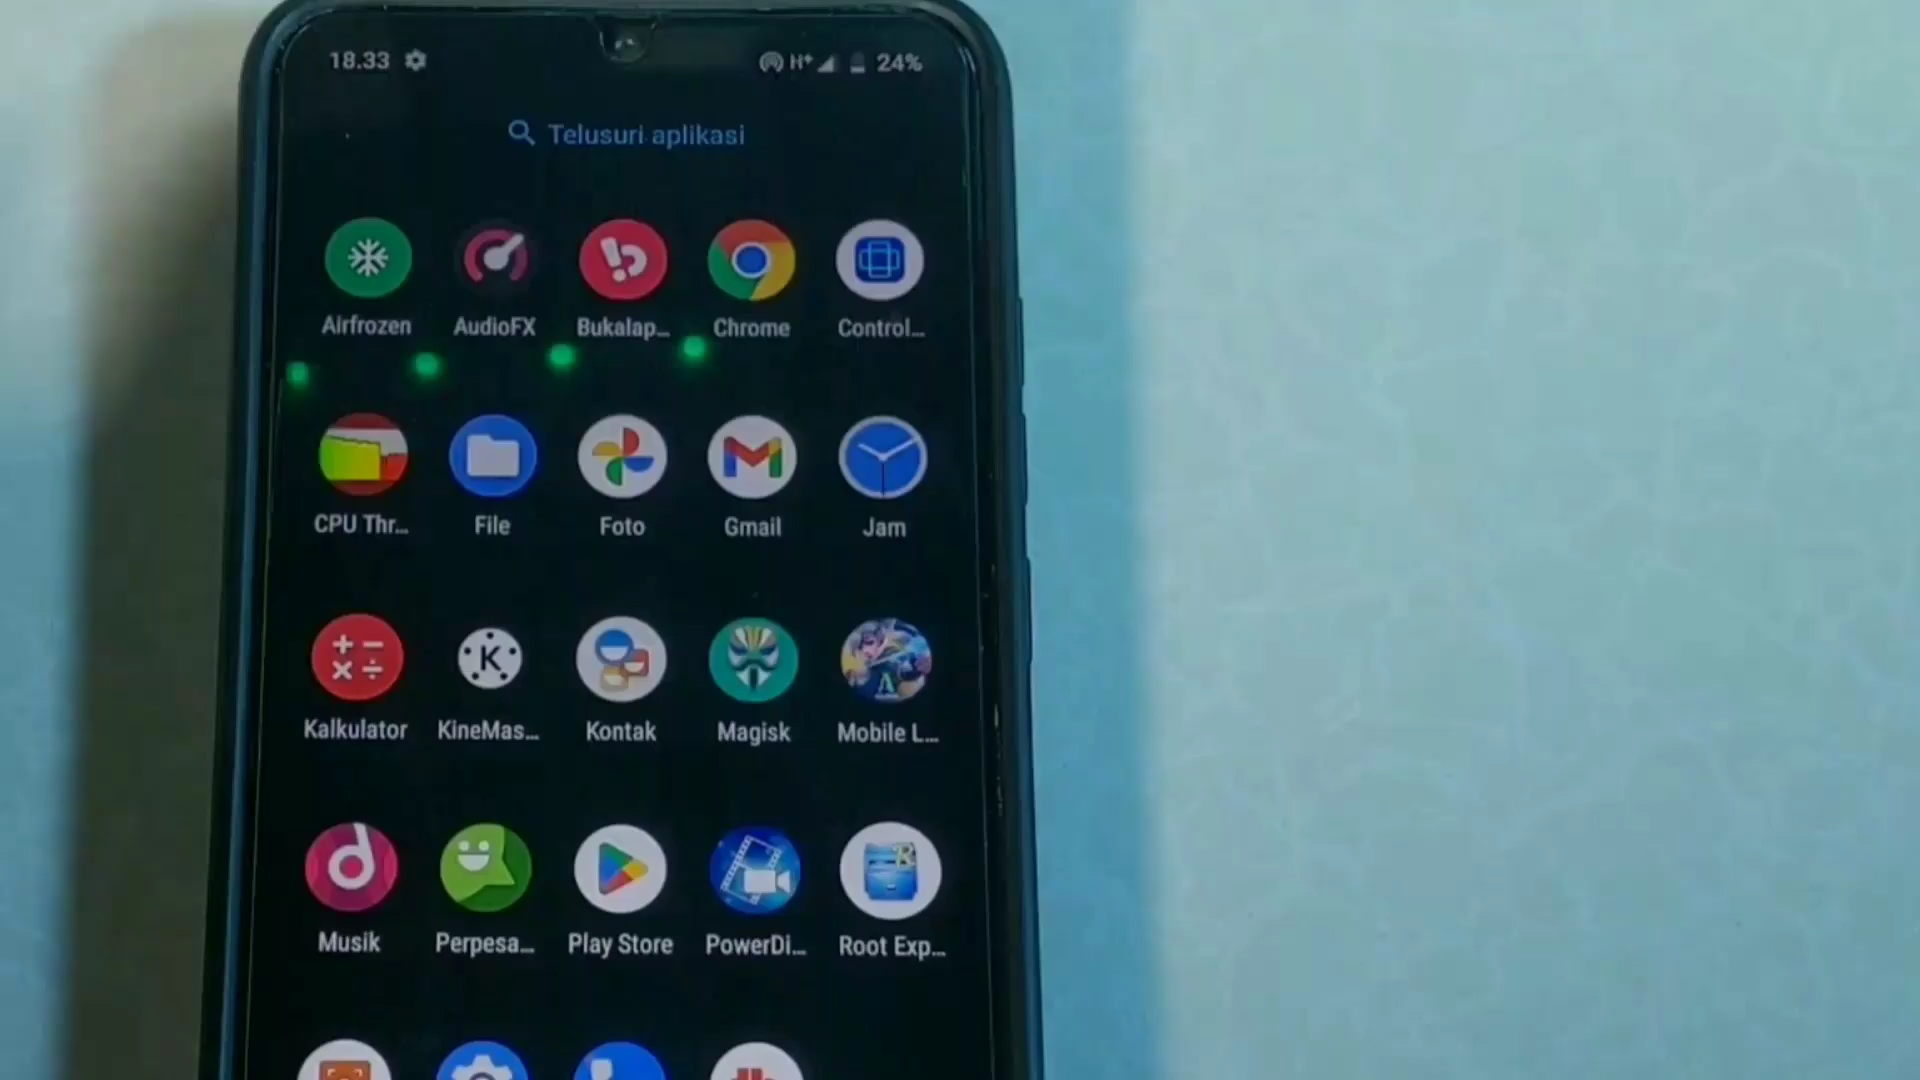 18.33 H+ 24%
Telusuri aplikasi
Airfrozen AudioFX Bukalap... Chrome Control...
CPU Thr... File Foto Gmail Jam
Kalkulator KineMas... Kontak Magisk Mobile L...
Musik Perpesa... Play Store PowerDi... Root Exp...